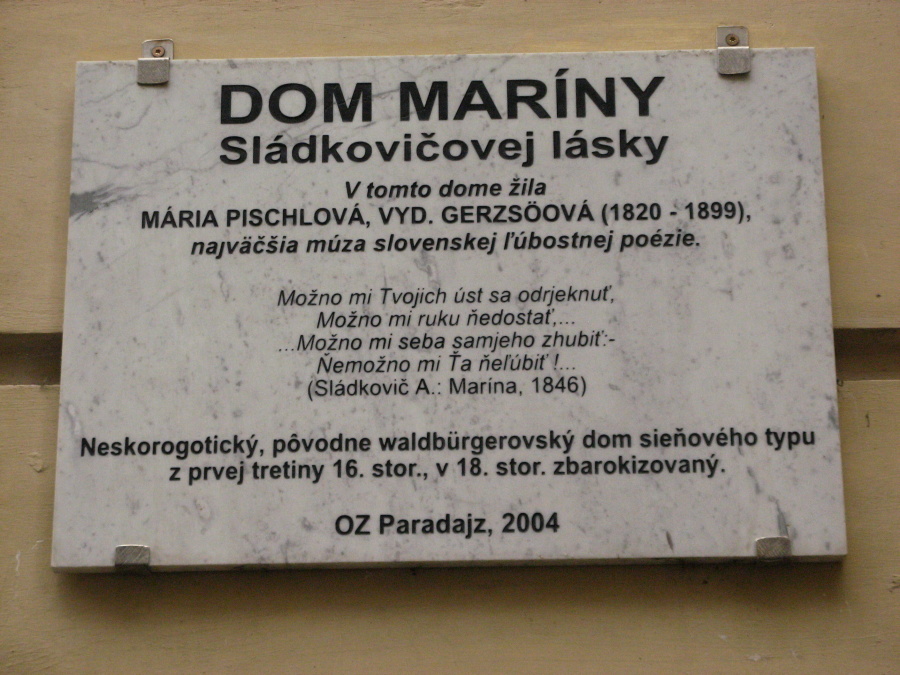 DOM MARÍNY
Sládkovičovej lásky
V tomto dome žila
MÁRIA PISCHLOVÁ, VYD. GERZSÖOVÁ (1820 - 1899),
najväčšia múza slovenskej ľúbostnej poézie.
Možno mi Tvojich úst sa odrjeknuť,
Možno mi ruku ňedostať,...
...Možno mi seba samjeho zhubiť:-
Ňemožno mi Ťa ňeľúbiť !...
(Sládkovič A.: Marína, 1846)
Neskorogotický, pôvodne waldbürgerovský dom sieňového typu
z prvej tretiny 16. stor., v 18. stor. zbarokizovaný.
OZ Paradajz, 2004